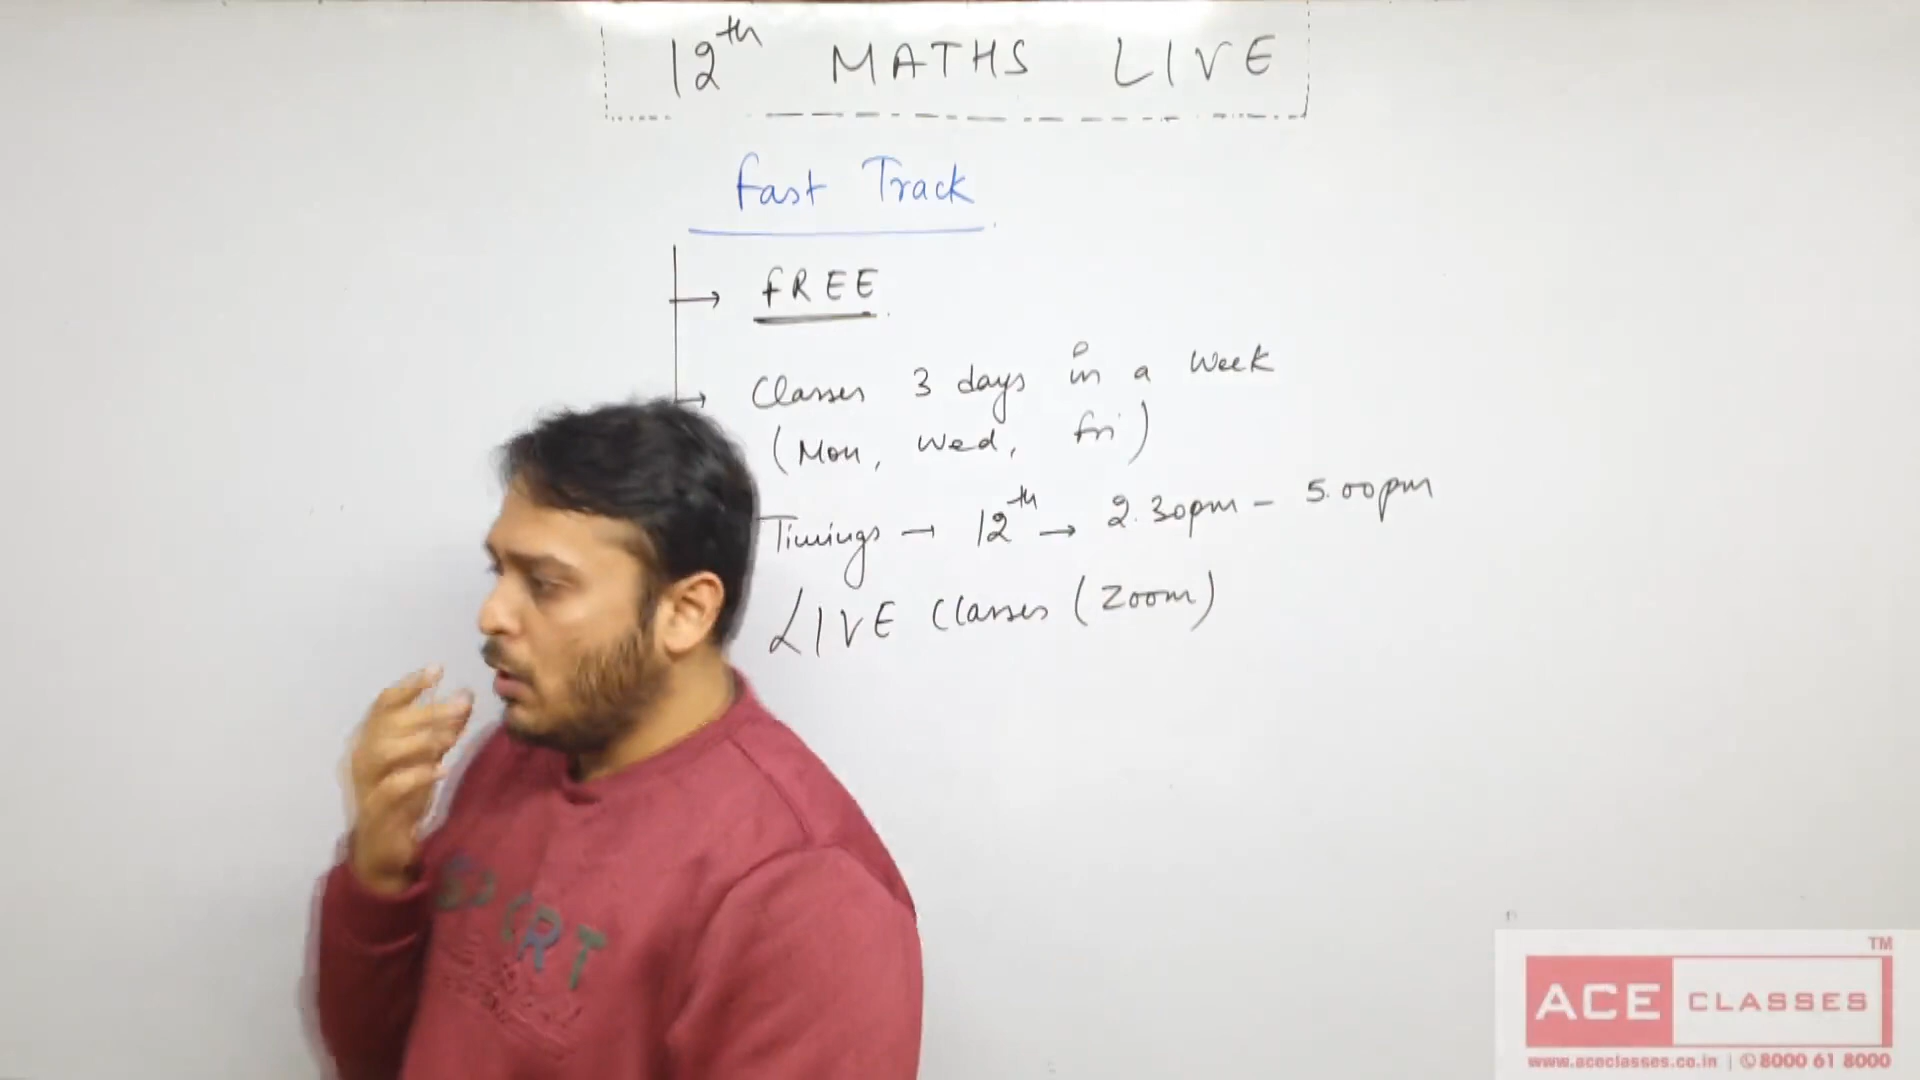 12th MATHS LIVE
Fast Track
→ FREE
→ Classes 3 days in a week
(Mon, Wed, Fri)
Timings → 12th → 2.30pm - 5.00pm
LIVE Classes (Zoom)
TM
ACE CLASSES
www.aceclasses.co.in | 8000 61 8000